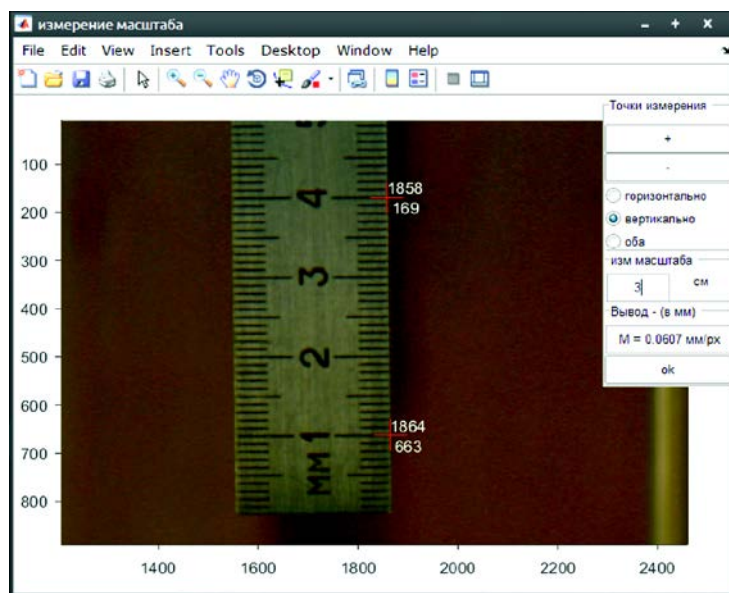 измерение масштаба
File Edit View Insert Tools Desktop Window Help
Точки измерения
+
-
горизонтально
вертикально
оба
изм масштаба
3 см
Вывод - (в мм)
M = 0.0607 мм/px
ok
100
200
300
400
500
600
700
800
1400 1600 1800 2000 2200 2400
4
3
2
1
ММ
1858
169
1864
663